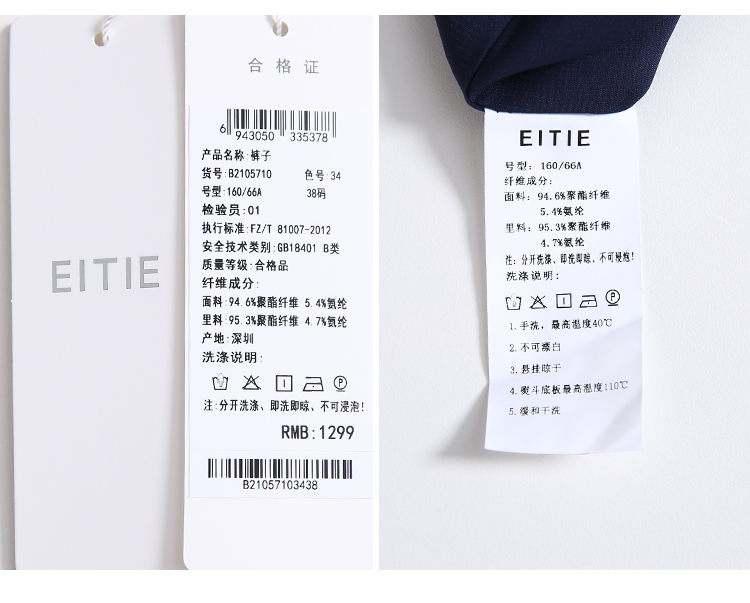 EITIE
合格证
6 943050 335378
产品名称:裤子
货号:B2105710 色号:34
号型:160/66A 38码
检验员:01
执行标准:FZ/T 81007-2012
安全技术类别:GB18401 B类
质量等级:合格品
纤维成分:
面料:94.6%聚酯纤维 5.4%氨纶
里料:95.3%聚酯纤维 4.7%氨纶
产地:深圳
洗涤说明:
注:分开洗涤、即洗即晾、不可浸泡!
RMB:1299
B21057103438
EITIE
号型: 160/66A
纤维成分:
面料: 94.6%聚酯纤维
5.4%氨纶
里料: 95.3%聚酯纤维
4.7%氨纶
注: 分开洗涤、即洗即晾、不可浸泡!
洗涤说明:
1.手洗, 最高温度40℃
2.不可漂白
3.悬挂晾干
4.熨斗底板最高温度110℃
5.缓和干洗